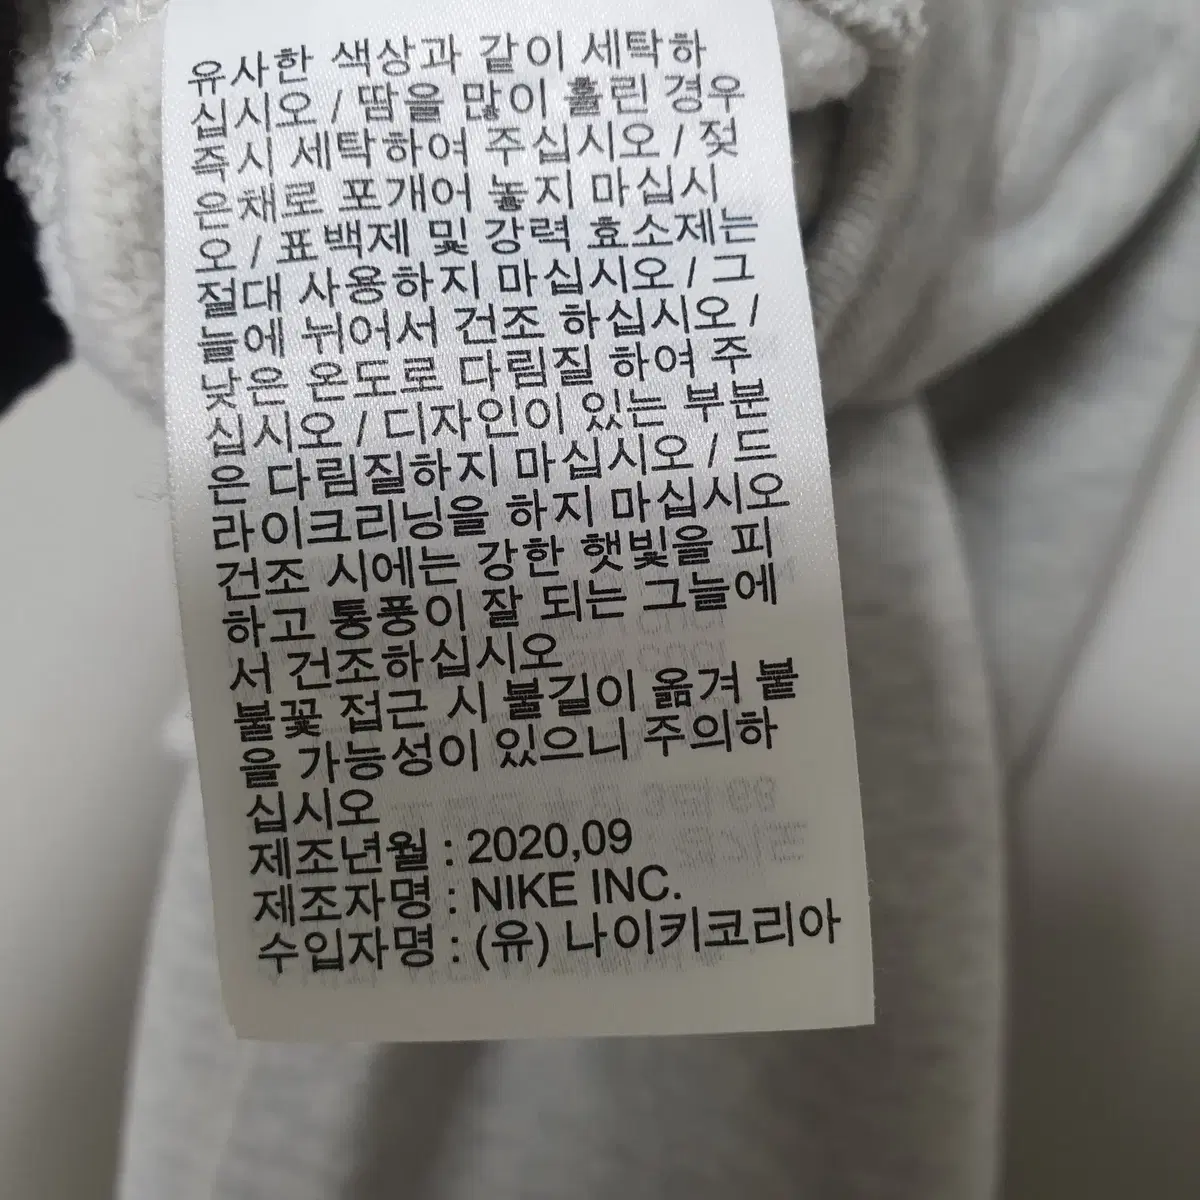 유사한 색상과 같이 세탁하
십시오 / 땀을 많이 흘린 경우
즉시 세탁하여 주십시오 / 젖
은채로 포개어 놓지 마십시
오 / 표백제 및 강력 효소제는
절대 사용하지 마십시오 / 그
늘에 뉘어서 건조 하십시오 /
낮은 온도로 다림질 하여 주
십시오 / 디자인이 있는 부분
은 다림질하지 마십시오 / 드
라이크리닝을 하지 마십시오
건조 시에는 강한 햇빛을 피
하고 통풍이 잘 되는 그늘에
서 건조하십시오
불꽃 접근 시 불길이 옮겨 붙
을 가능성이 있으니 주의하
십시오
제조년월 : 2020,09
제조자명 : NIKE INC.
수입자명 : (유) 나이키코리아